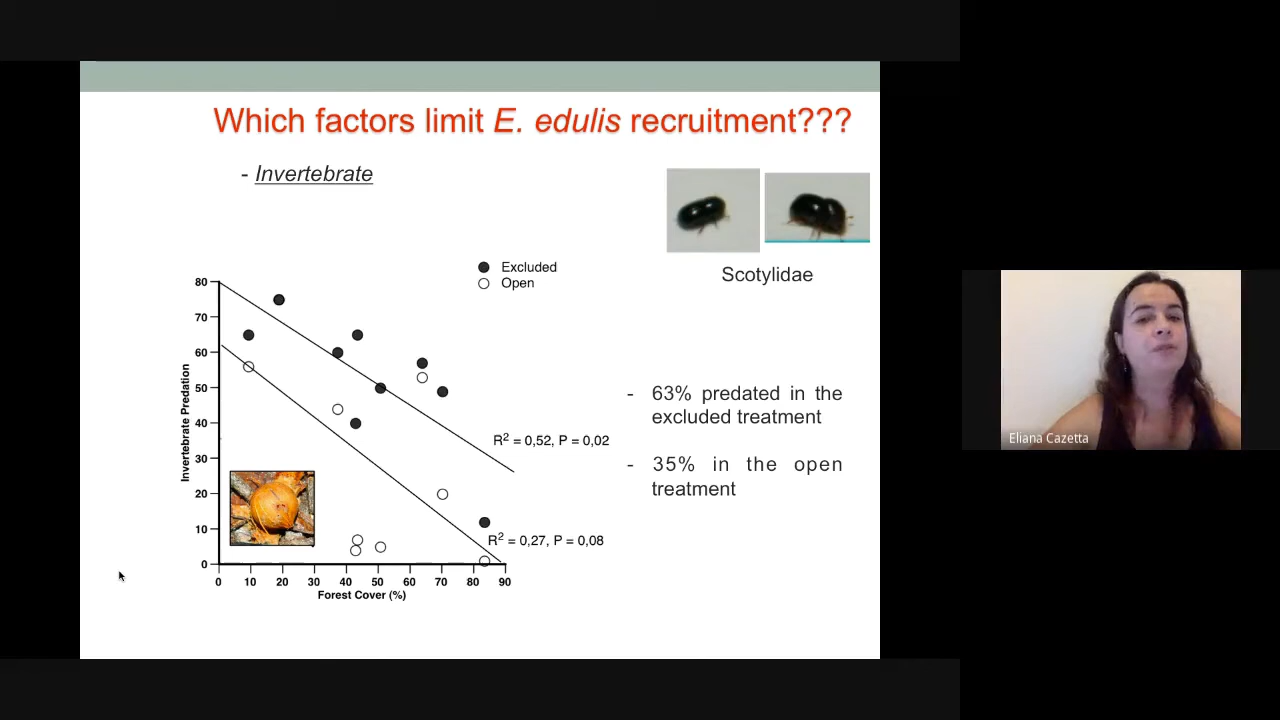 Which factors limit E. edulis recruitment???
- Invertebrate
Scotylidae
Excluded
Open
80
70
60
50
40
30
20
10
0
Invertebrate Predation
R² = 0,52, P = 0,02
R² = 0,27, P = 0,08
0 10 20 30 40 50 60 70 80 90
Forest Cover (%)
- 63% predated in the
excluded treatment
- 35% in the open
treatment
Eliana Cazetta